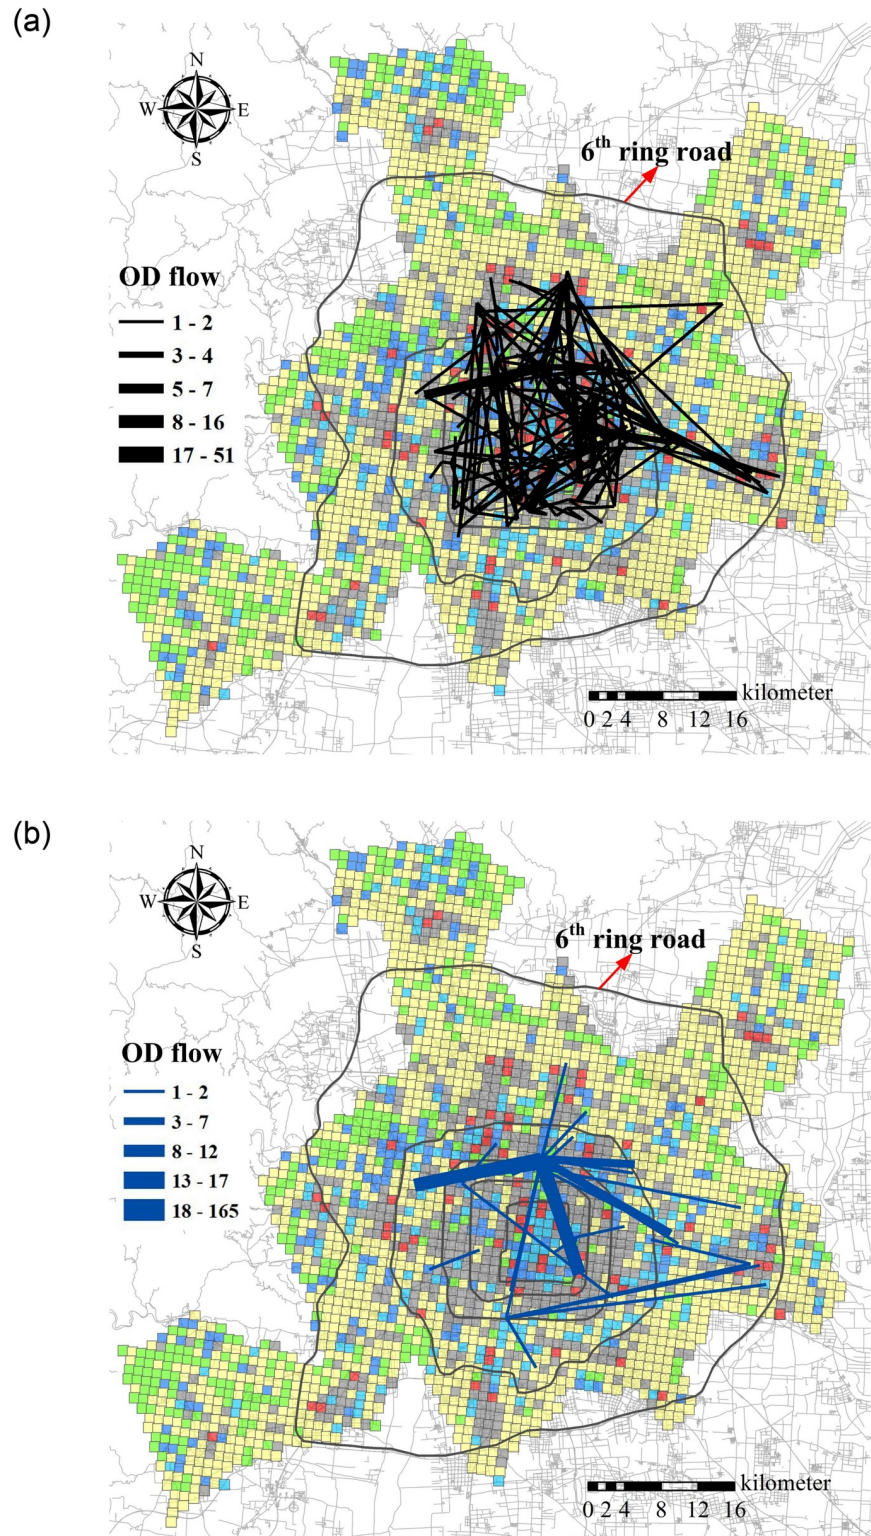 (a)
N
W E
S
6th ring road
OD flow
1 - 2
3 - 4
5 - 7
8 - 16
17 - 51
kilometer
0 2 4 8 12 16
(b)
N
W E
S
6th ring road
OD flow
1 - 2
3 - 7
8 - 12
13 - 17
18 - 165
kilometer
0 2 4 8 12 16